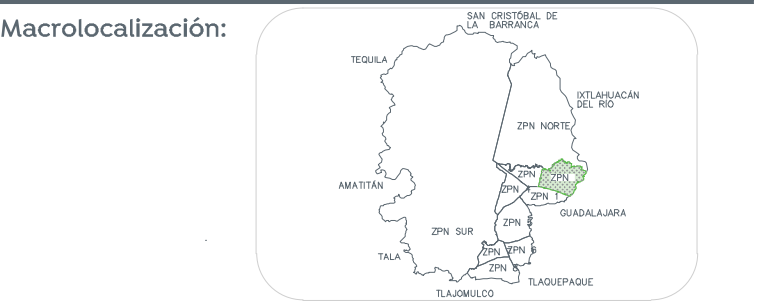 Macrolocalización:
SAN CRISTÓBAL DE
LA BARRANCA
TEQUILA
IXTLAHUACÁN
DEL RÍO
ZPN NORTE
ZPN
ZPN
AMATITÁN
ZPN
ZPN 1
GUADALAJARA
ZPN
ZPN SUR
ZPN
ZPN 6
TALA
ZPN
TLAQUEPAQUE
TLAJOMULCO